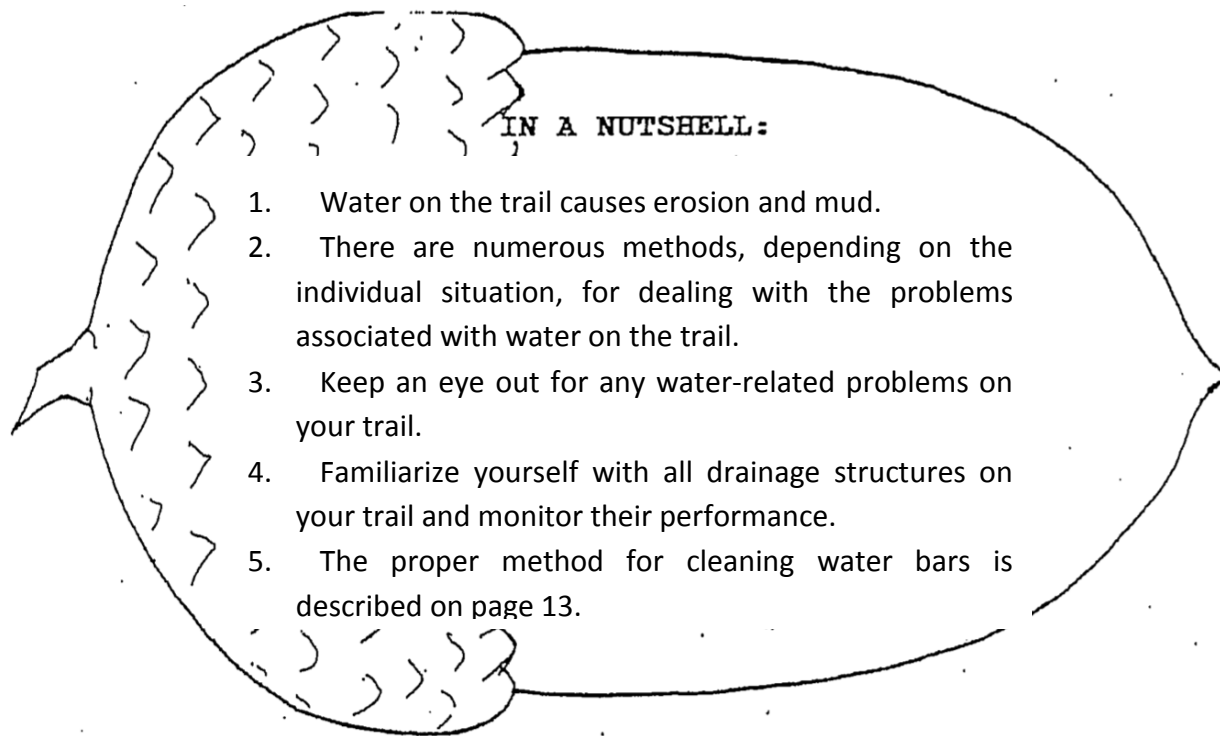 IN A NUTSHELL:
1. Water on the trail causes erosion and mud.
2. There are numerous methods, depending on the
individual situation, for dealing with the problems
associated with water on the trail.
3. Keep an eye out for any water-related problems on
your trail.
4. Familiarize yourself with all drainage structures on
your trail and monitor their performance.
5. The proper method for cleaning water bars is
described on page 13.